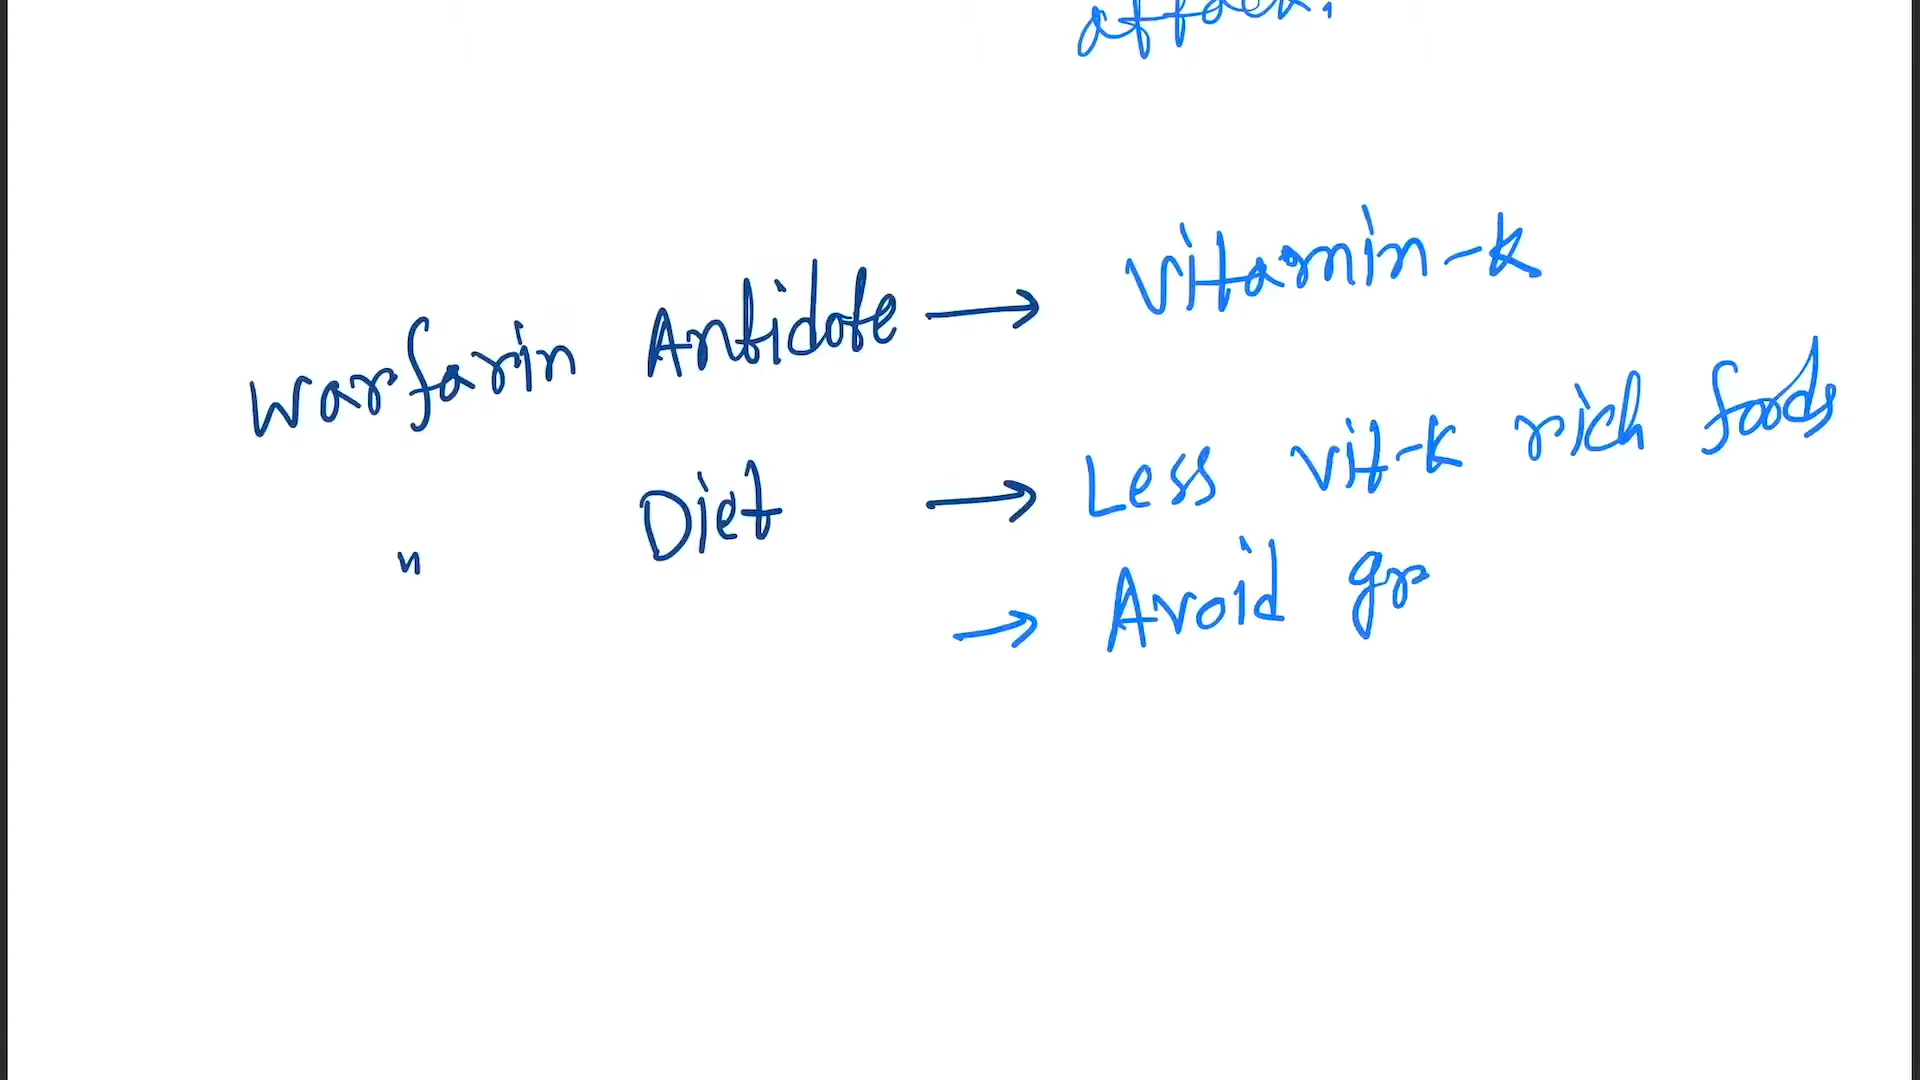 Warfarin Antidote → Vitamin-K
" Diet → Less vit-K rich foods
→ Avoid gr